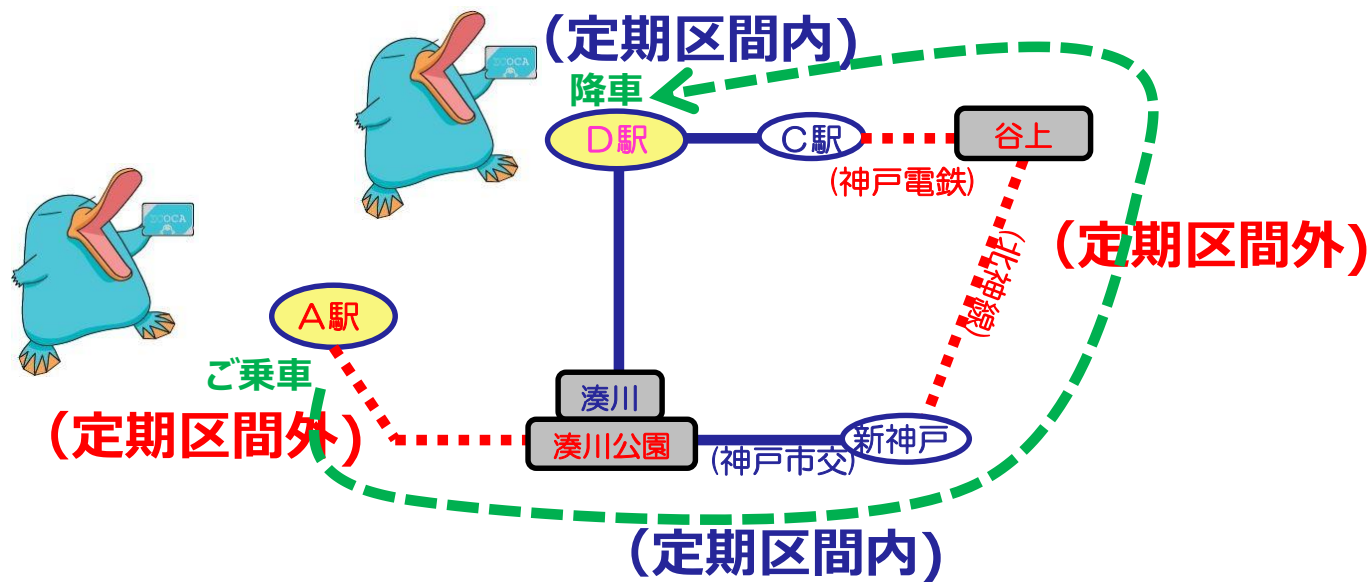 (定期区間内)
ICOCA
降車
D駅
C駅
谷上
(神戸電鉄)
ICOCA
(定期区間外)
(北神線)
A駅
ご乗車
湊川
(定期区間外)
湊川公園
新神戸
(神戸市交)
(定期区間内)